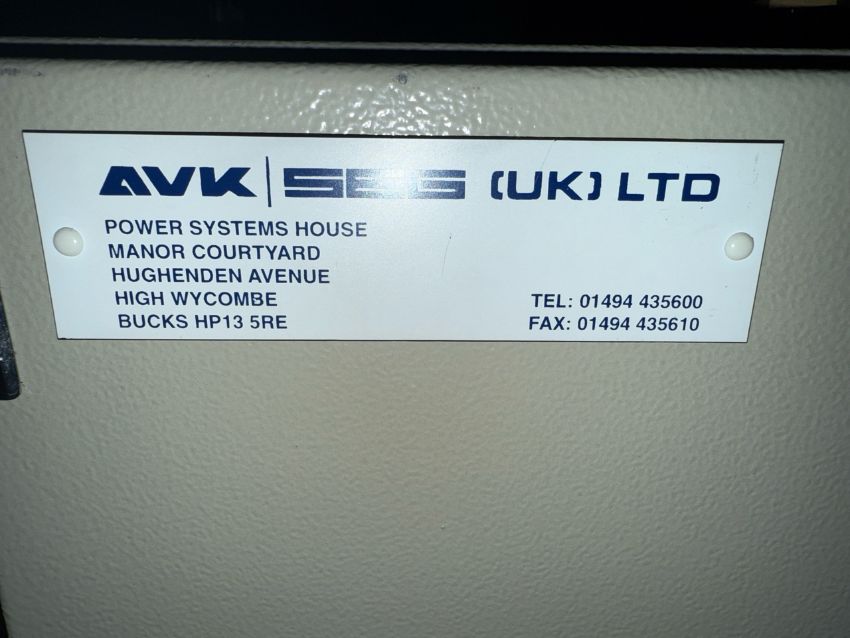 AVK | SEG (UK) LTD
POWER SYSTEMS HOUSE
MANOR COURTYARD
HUGHENDEN AVENUE
HIGH WYCOMBE
BUCKS HP13 5RE
TEL: 01494 435600
FAX: 01494 435610